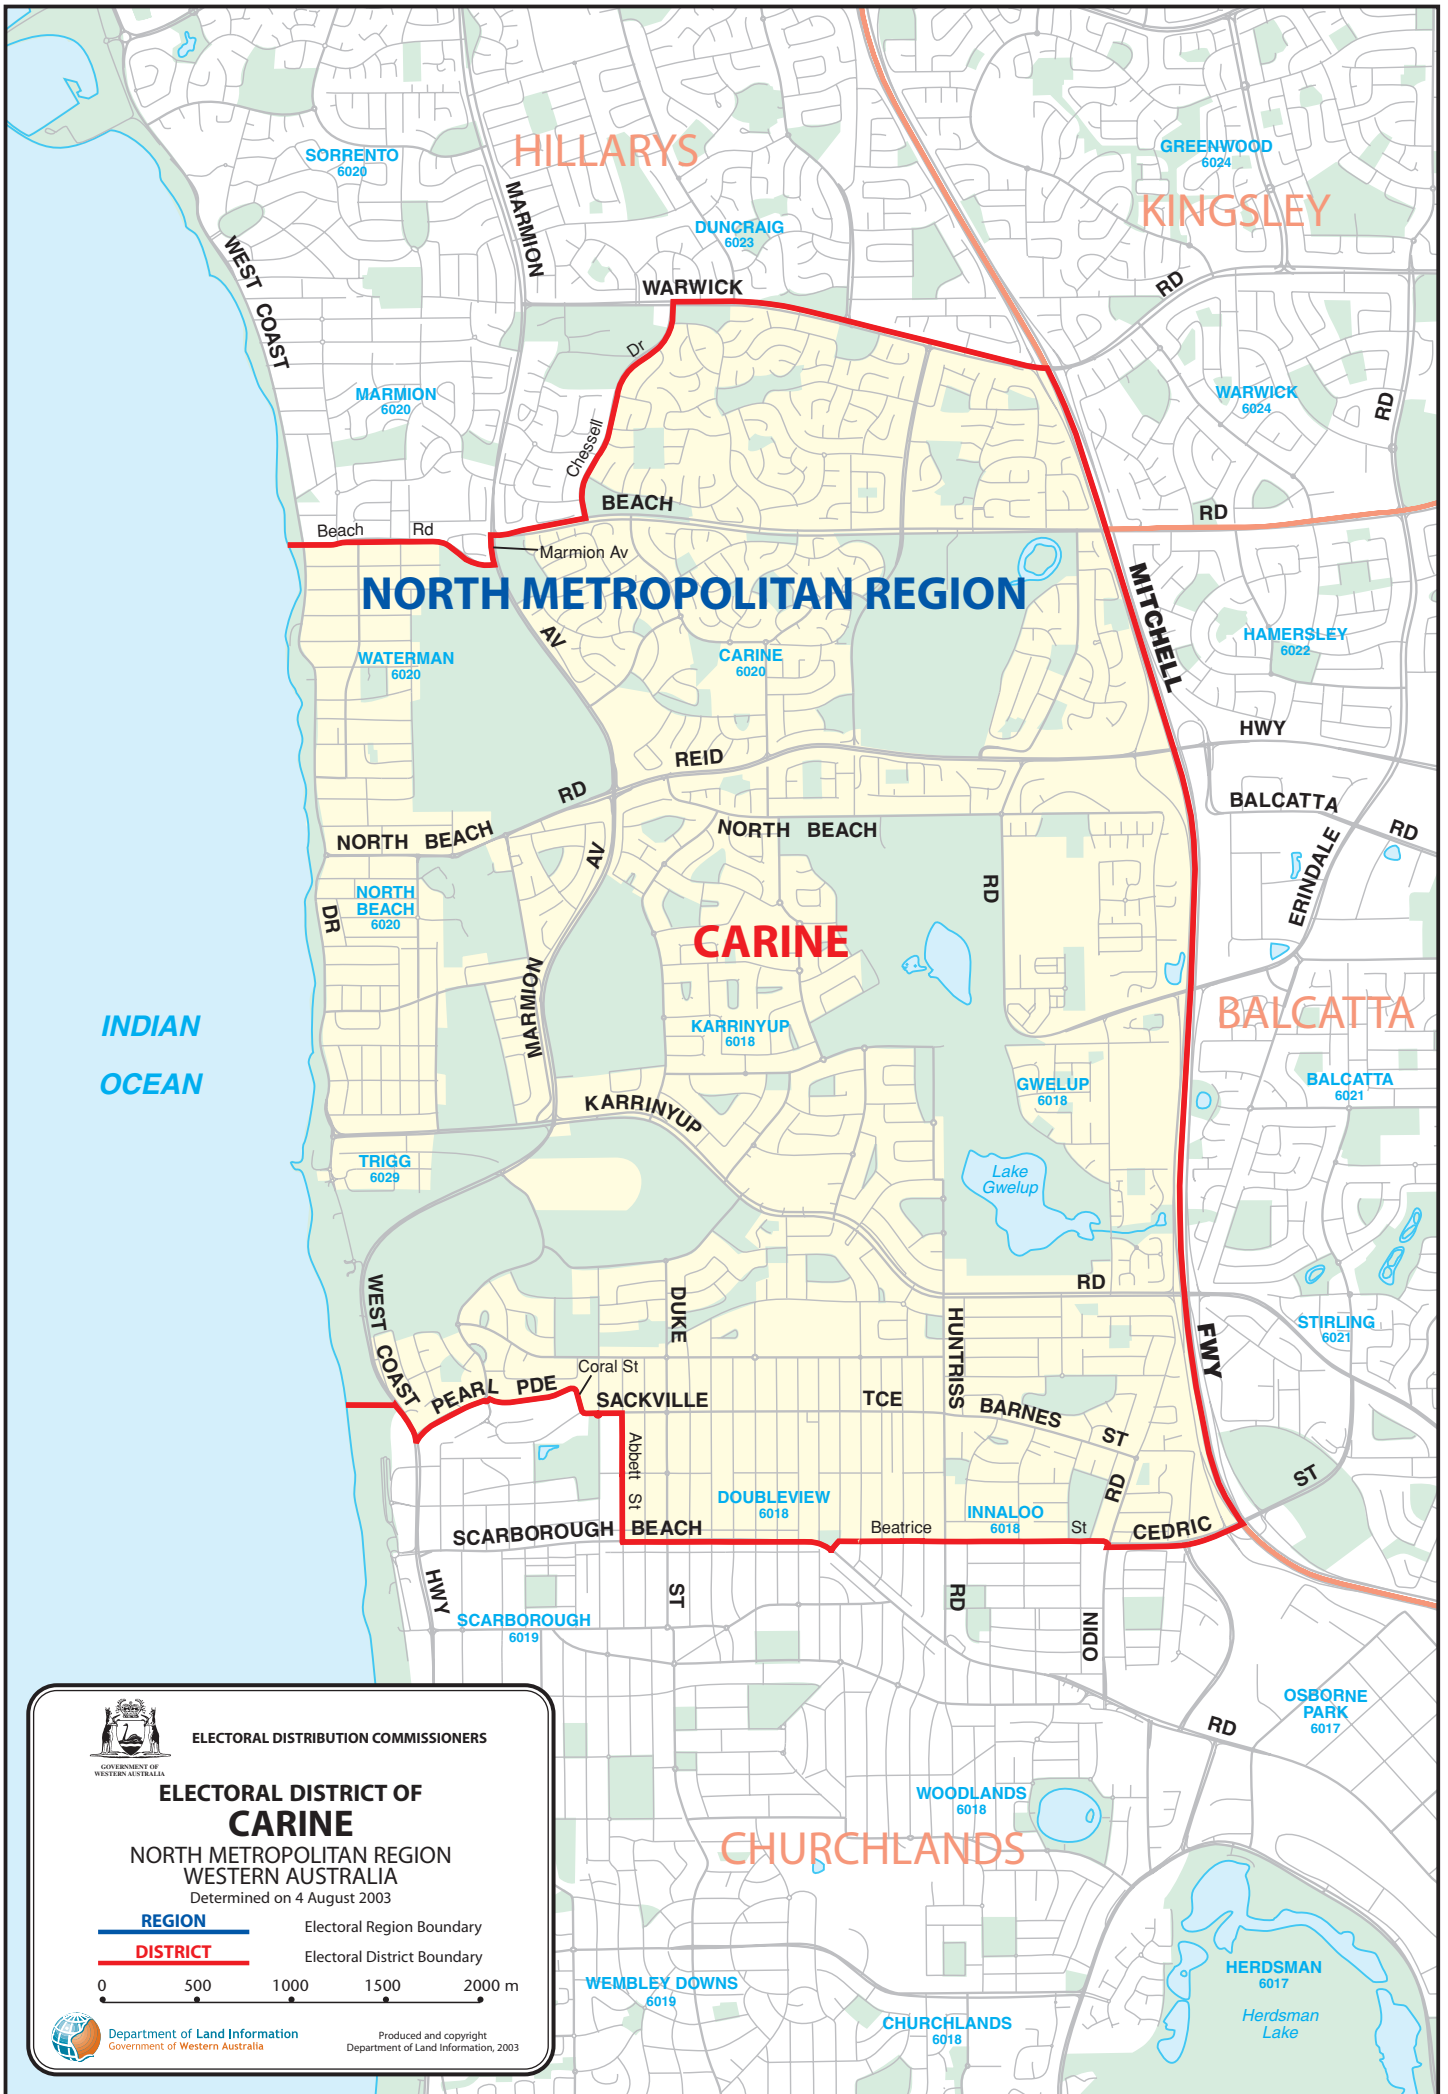 HILLARYS
SORRENTO
6020
GREENWOOD
6024
KINGSLEY
MARMION
DUNCRAIG
6023
WEST COAST
WARWICK
RD
Dr
MARMION
6020
WARWICK
6024
RD
Chessell
BEACH
RD
Beach Rd
Marmion Av
NORTH METROPOLITAN REGION
MITCHELL
AV
HAMERSLEY
6022
WATERMAN
6020
CARINE
6020
HWY
REID
RD
BALCATTA
RD
NORTH BEACH
NORTH BEACH
ERINDALE
AV
RD
NORTH
BEACH
6020
DR
CARINE
MARMION
INDIAN
OCEAN
KARRINYUP
6018
BALCATTA
GWELUP
6018
BALCATTA
6021
KARRINYUP
TRIGG
6029
Lake
Gwelup
RD
WEST COAST
DUKE
HUNTRISS
FWY
STIRLING
6021
Coral St
PEARL PDE
SACKVILLE
TCE
BARNES
ST
Abbett St
RD
ST
DOUBLEVIEW
6018
INNALOO
6018
SCARBOROUGH BEACH
Beatrice
St
CEDRIC
HWY
ST
RD
ODIN
SCARBOROUGH
6019
OSBORNE
PARK
6017
RD
WOODLANDS
6018
CHURCHLANDS
HERDSMAN
6017
Herdsman
Lake
WEMBLEY DOWNS
6019
CHURCHLANDS
6018
GOVERNMENT OF
WESTERN AUSTRALIA
ELECTORAL DISTRIBUTION COMMISSIONERS
ELECTORAL DISTRICT OF
CARINE
NORTH METROPOLITAN REGION
WESTERN AUSTRALIA
Determined on 4 August 2003
REGION Electoral Region Boundary
DISTRICT Electoral District Boundary
0 500 1000 1500 2000 m
Department of Land Information
Government of Western Australia
Produced and copyright
Department of Land Information, 2003